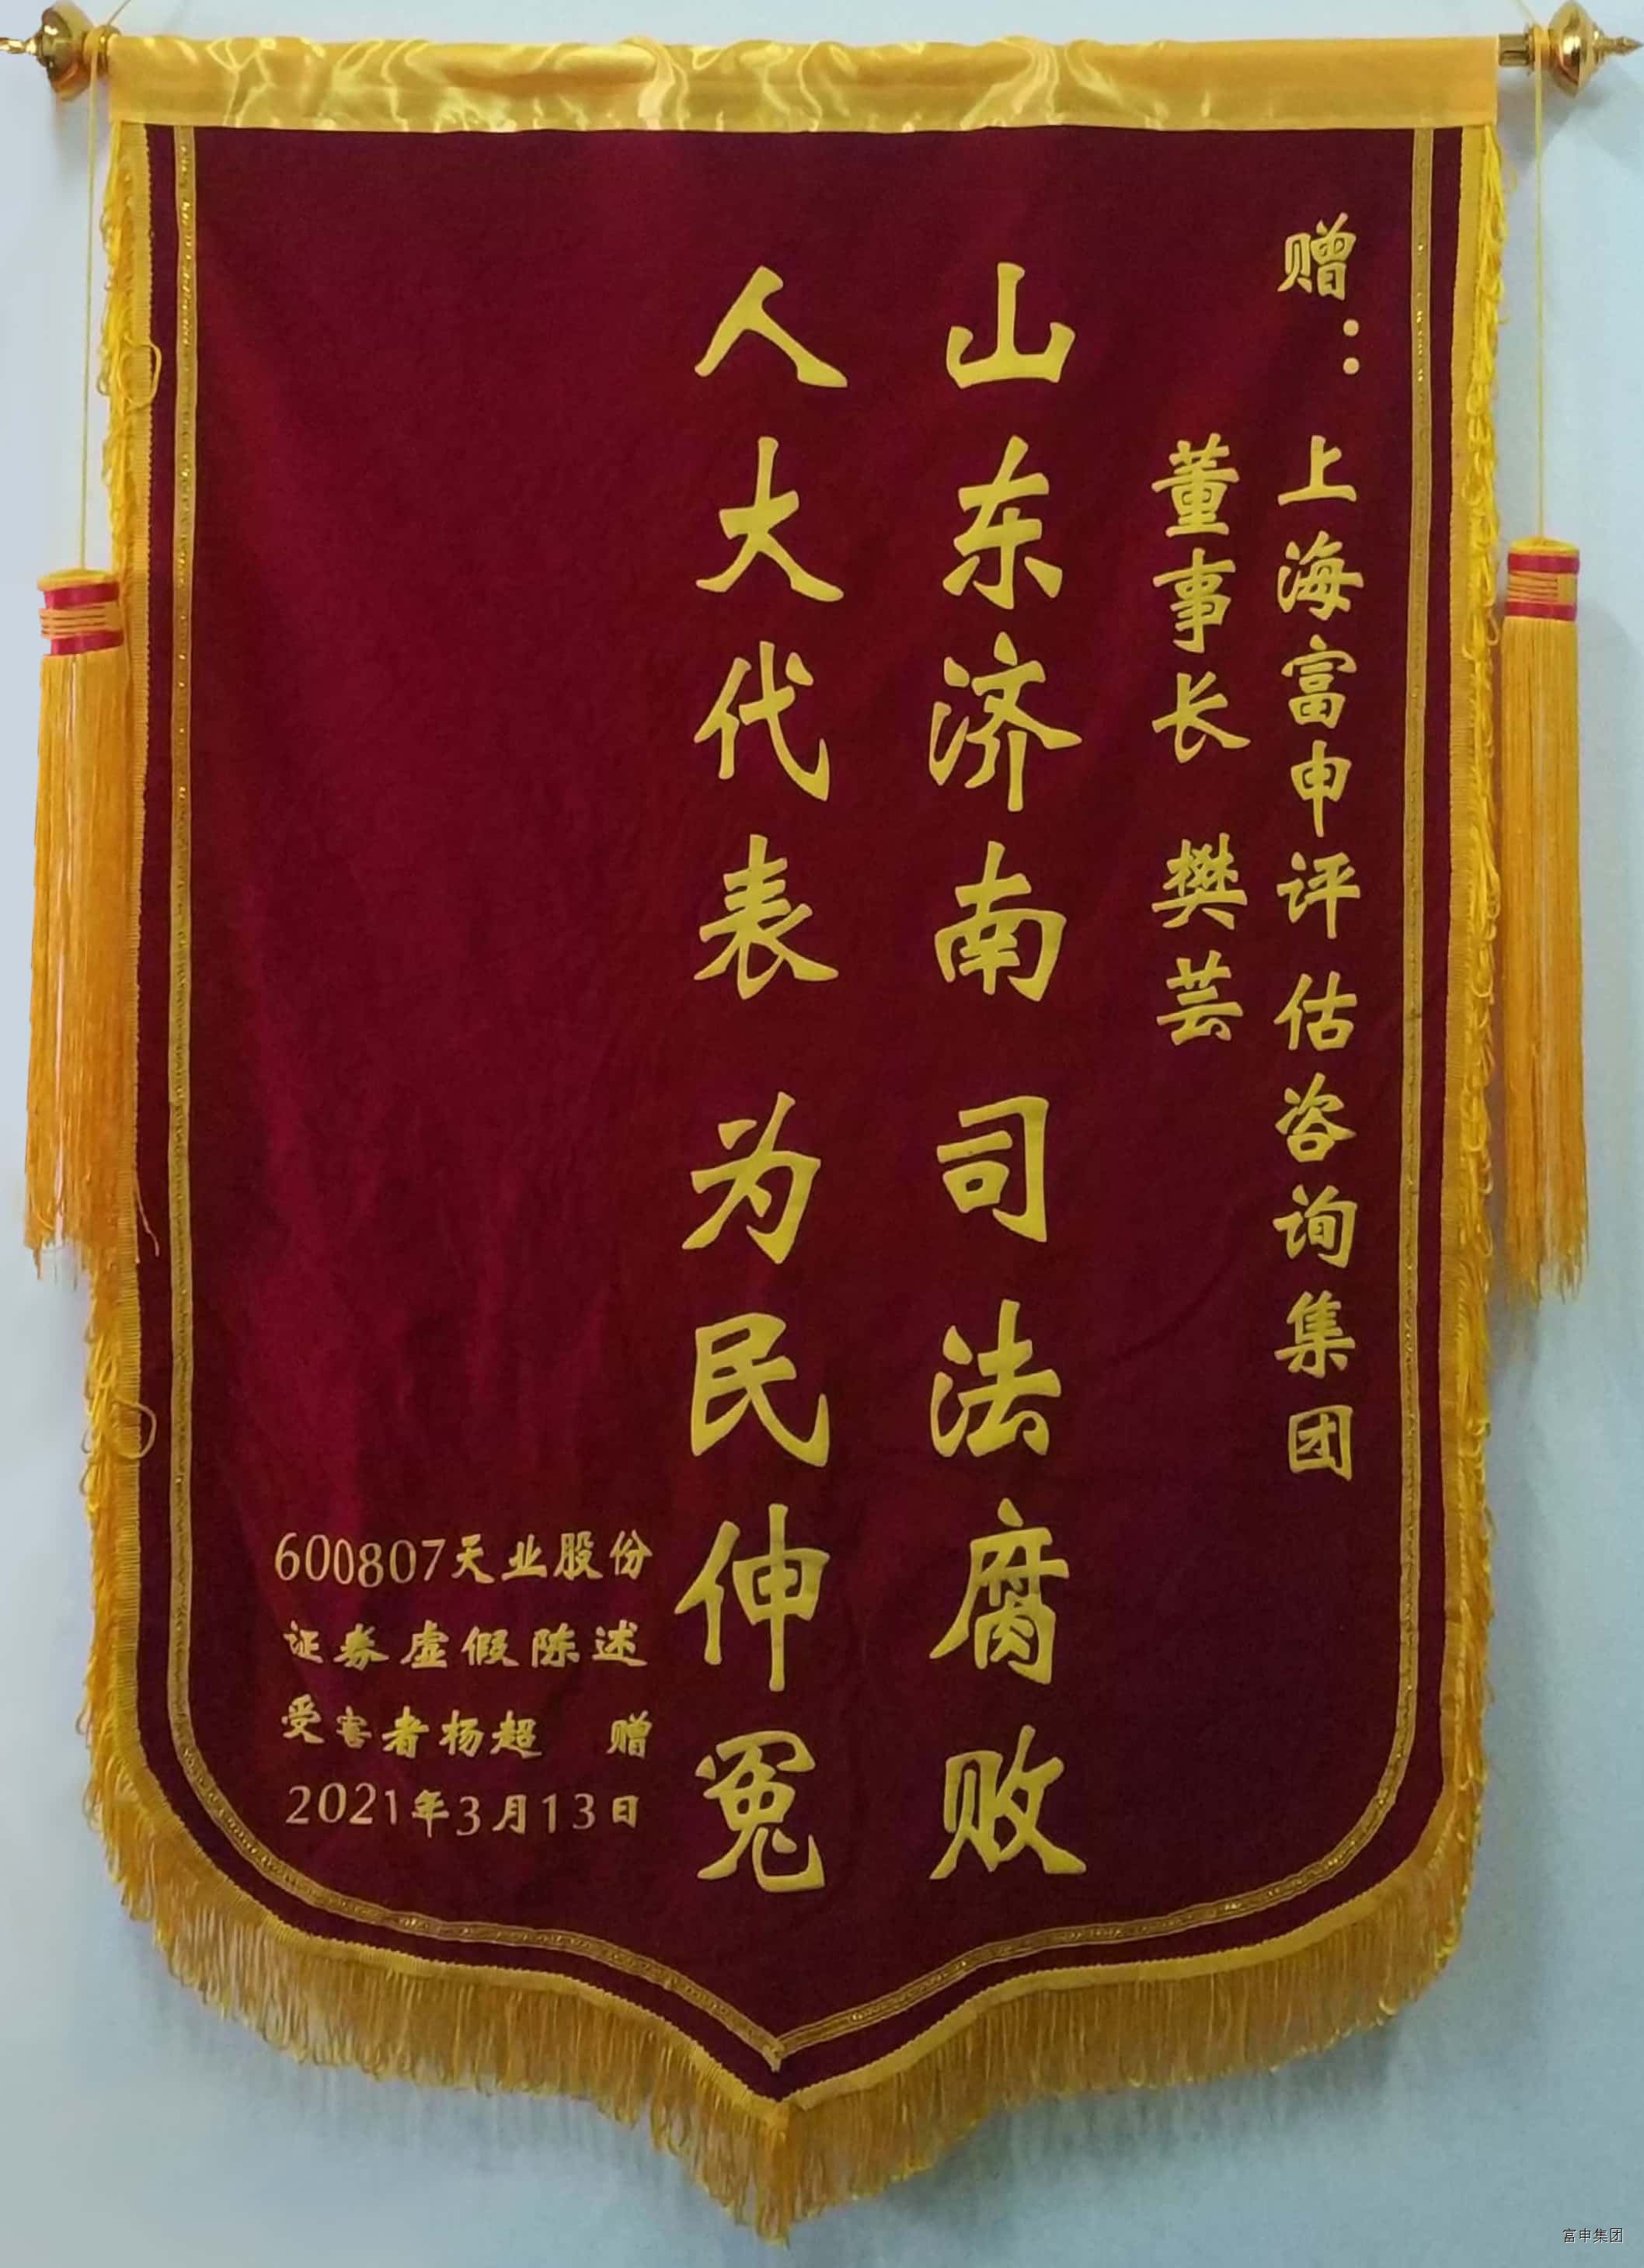 赠：上海富申评估咨询集团
董事长 樊芸
山东济南司法腐败
人大代表为民伸冤
600807天业股份
证券虚假陈述
受害者杨超 赠
2021年3月13日
富申集团